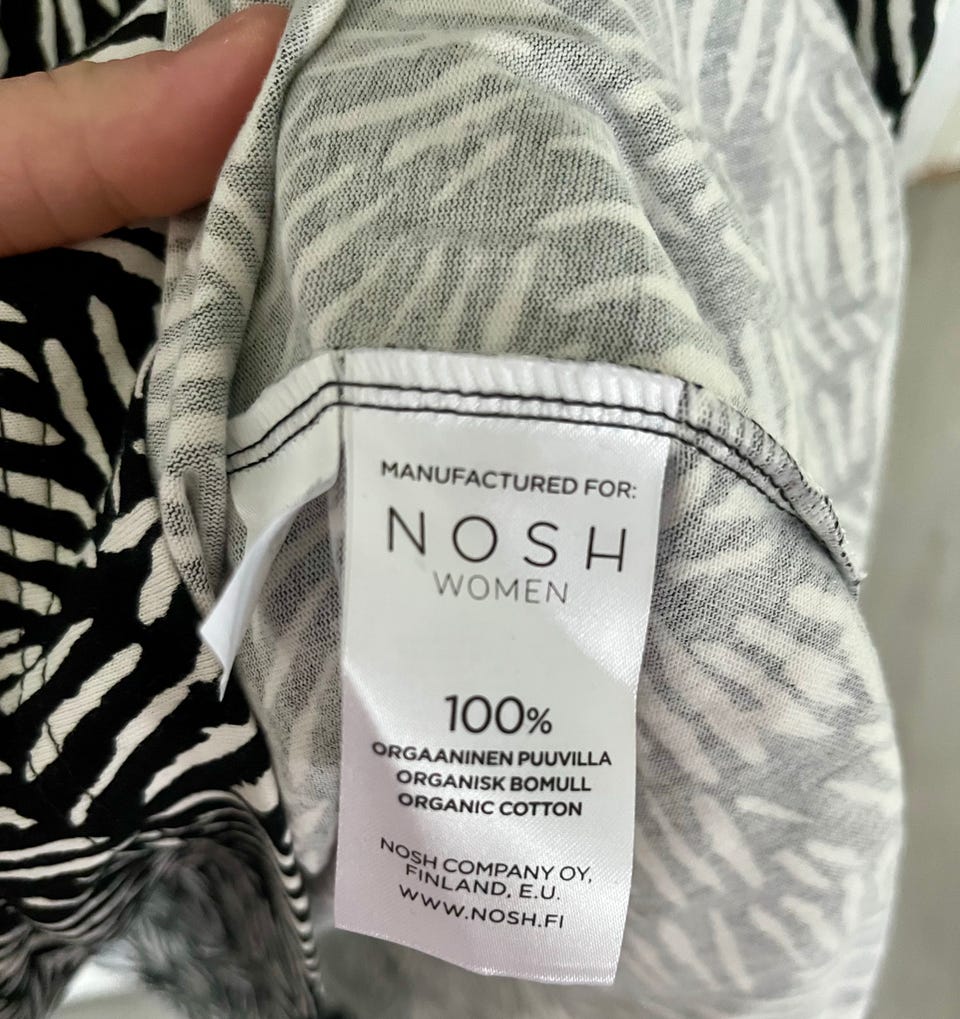 MANUFACTURED FOR:
NOSH
WOMEN
100%
ORGAANINEN PUUVILLA
ORGANISK BOMULL
ORGANIC COTTON
NOSH COMPANY OY,
FINLAND, E.U.
WWW.NOSH.FI